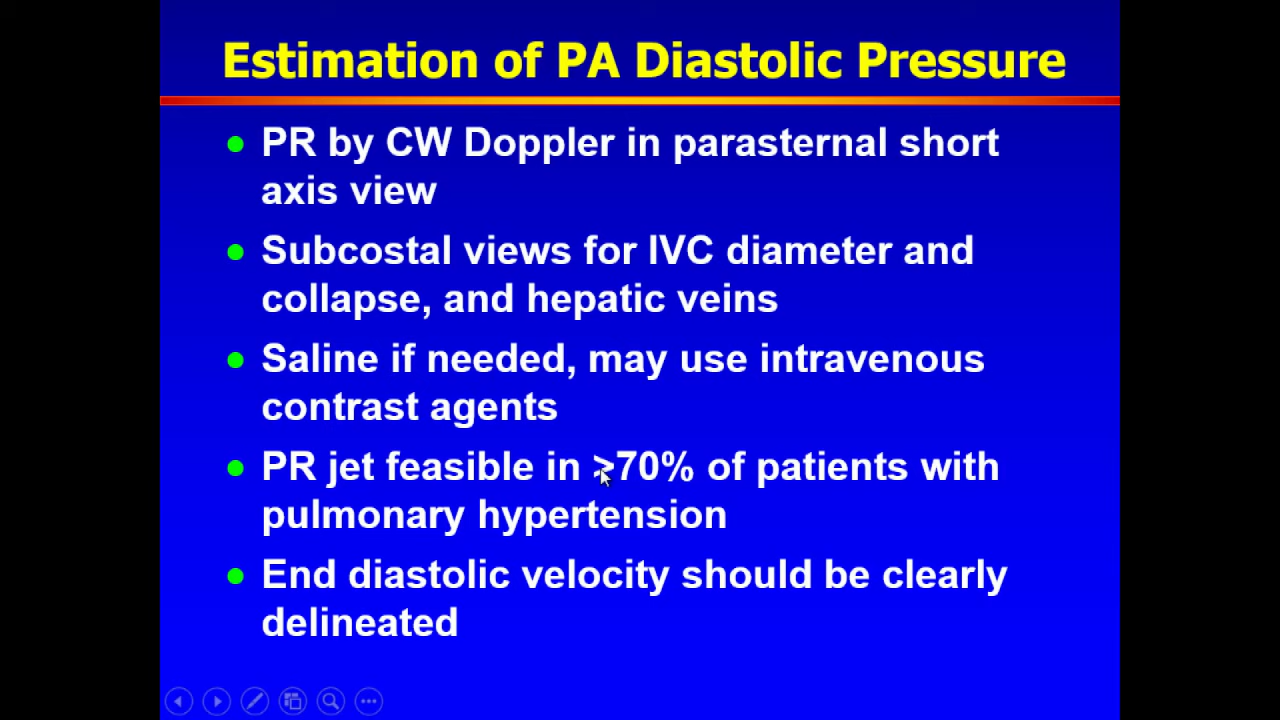 Estimation of PA Diastolic Pressure
PR by CW Doppler in parasternal short
axis view
Subcostal views for IVC diameter and
collapse, and hepatic veins
Saline if needed, may use intravenous
contrast agents
PR jet feasible in >70% of patients with
pulmonary hypertension
End diastolic velocity should be clearly
delineated